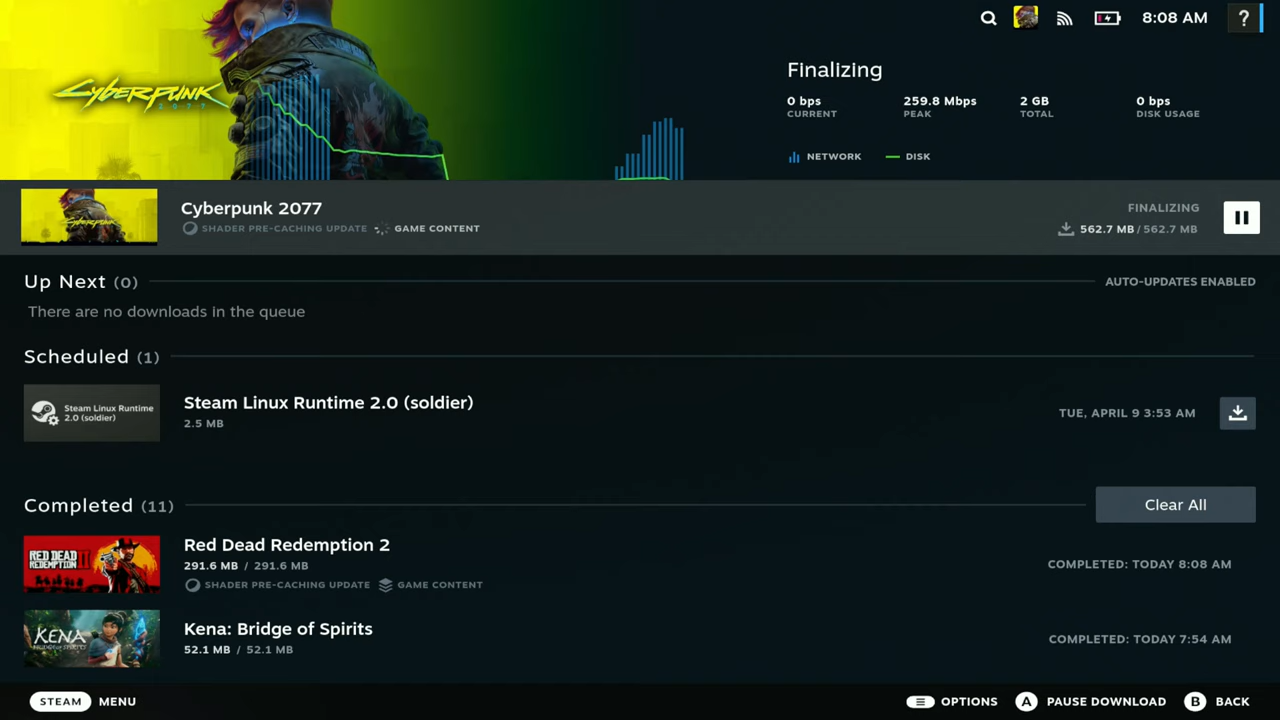 8:08 AM
?
CYBERPUNK
2077
Finalizing
0 bps 259.8 Mbps 2 GB 0 bps
CURRENT PEAK TOTAL DISK USAGE
NETWORK DISK
Cyberpunk 2077
SHADER PRE-CACHING UPDATE GAME CONTENT
FINALIZING
562.7 MB / 562.7 MB
Up Next (0)
AUTO-UPDATES ENABLED
There are no downloads in the queue
Scheduled (1)
Steam Linux Runtime
2.0 (soldier)
Steam Linux Runtime 2.0 (soldier)
2.5 MB
TUE, APRIL 9 3:53 AM
Completed (11)
Clear All
RED DEAD
REDEMPTION II
Red Dead Redemption 2
291.6 MB / 291.6 MB
SHADER PRE-CACHING UPDATE GAME CONTENT
COMPLETED: TODAY 8:08 AM
KENA
BRIDGE OF SPIRITS
Kena: Bridge of Spirits
52.1 MB / 52.1 MB
COMPLETED: TODAY 7:54 AM
STEAM MENU
OPTIONS A PAUSE DOWNLOAD B BACK